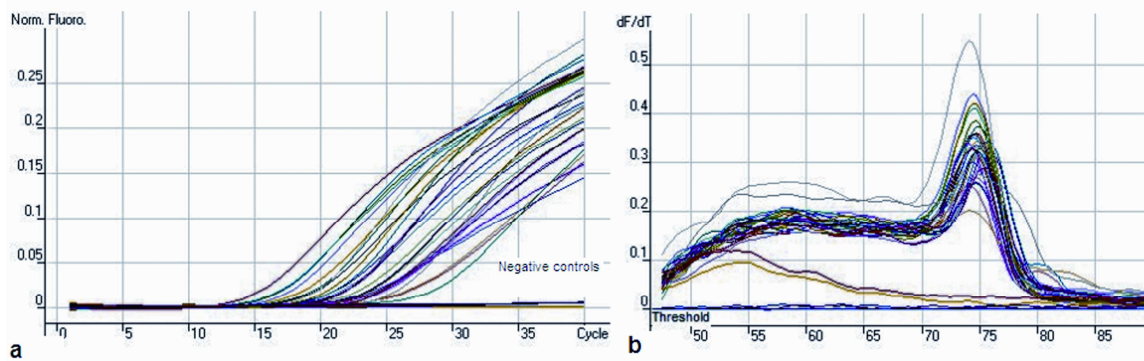 Norm. Fluoro.
0.25
0.2
0.15
0.1
0.05
0
Negative controls
0 5 10 15 20 25 30 35 Cycle
a
dF/dT
0.5
0.4
0.3
0.2
0.1
0
Threshold
50 55 60 65 70 75 80 85
b